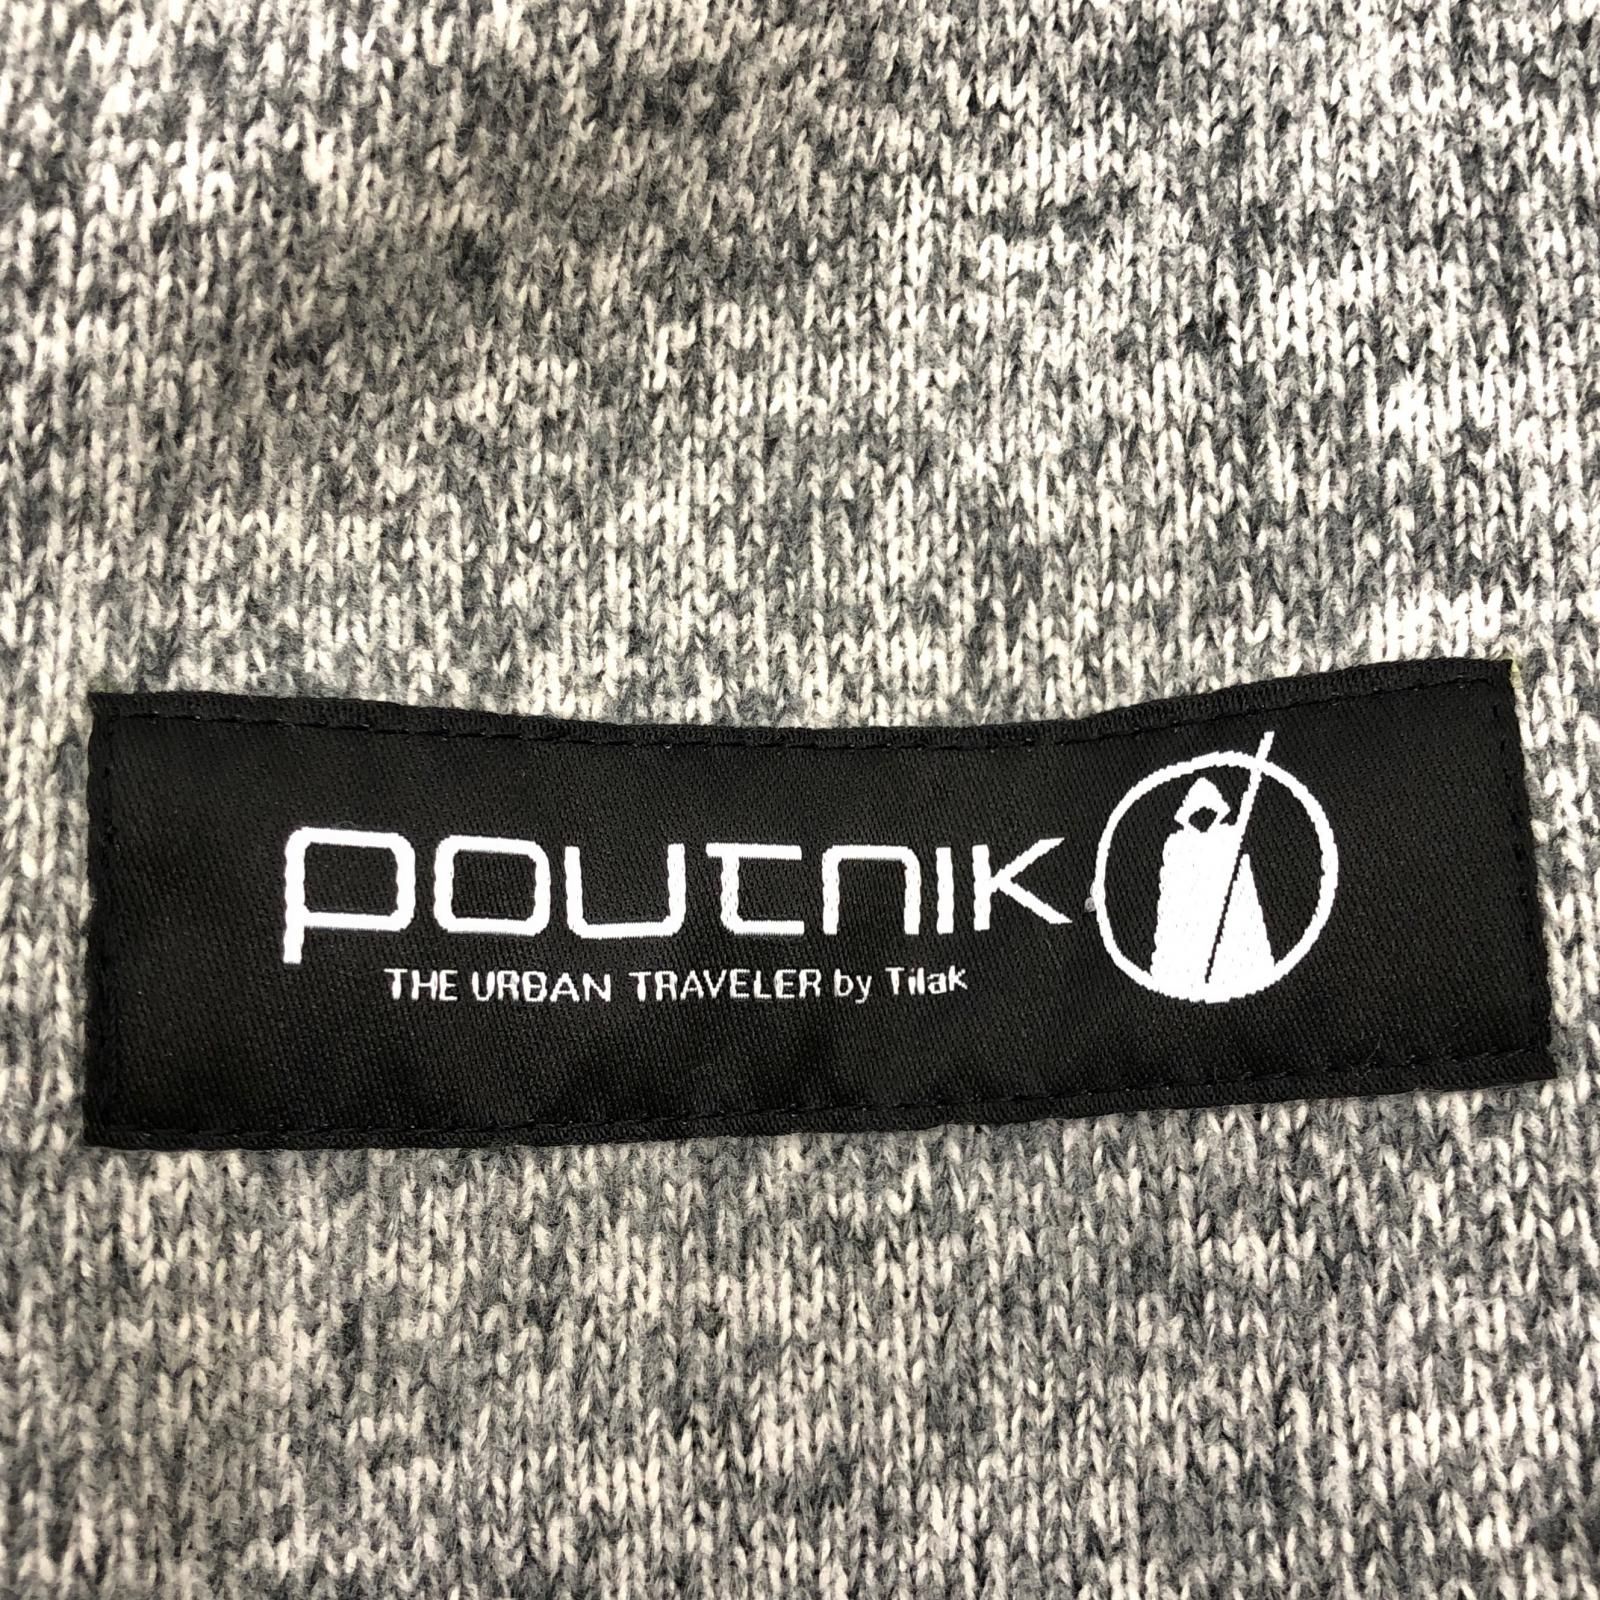 POUTNIK
THE URBAN TRAVELER by Tilak